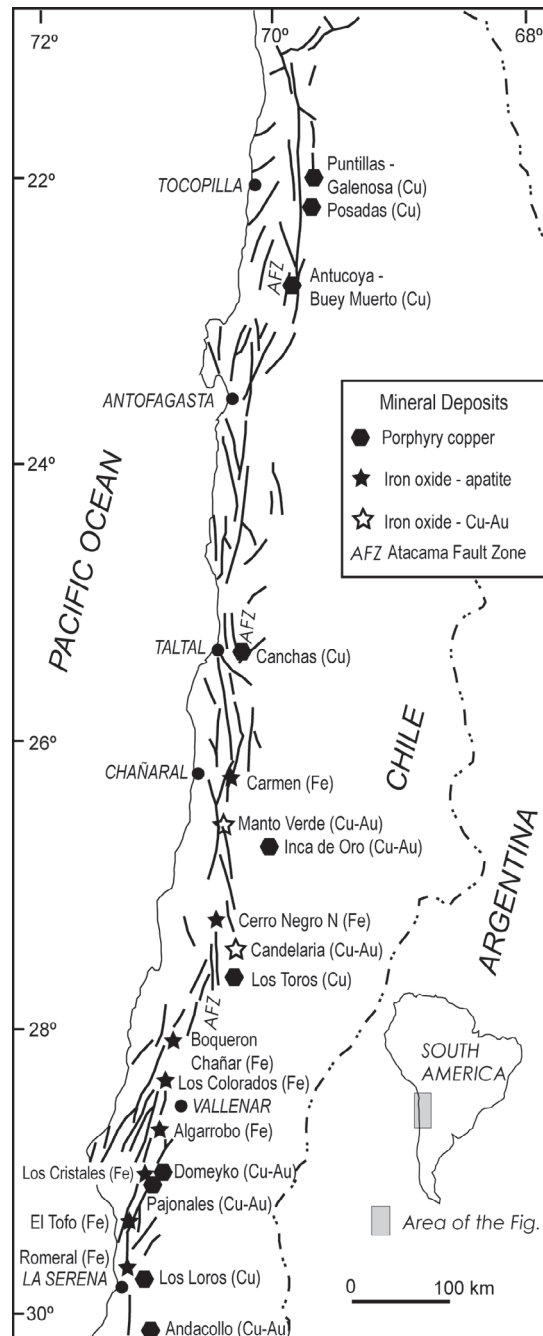 72º
70º
68º
22º
TOCOPILLA
Puntillas -
Galenosa (Cu)
Posadas (Cu)
AFZ
Antucoya -
Buey Muerto (Cu)
ANTOFAGASTA
Mineral Deposits
Porphyry copper
Iron oxide - apatite
Iron oxide - Cu-Au
AFZ Atacama Fault Zone
24º
PACIFIC OCEAN
AFZ
TALTAL
Canchas (Cu)
26º
CHAÑARAL
Carmen (Fe)
CHILE
ARGENTINA
Manto Verde (Cu-Au)
Inca de Oro (Cu-Au)
Cerro Negro N (Fe)
Candelaria (Cu-Au)
Los Toros (Cu)
AFZ
28º
Boqueron
Chañar (Fe)
Los Colorados (Fe)
VALLENAR
Algarrobo (Fe)
SOUTH
AMERICA
Los Cristales (Fe)
Domeyko (Cu-Au)
Pajonales (Cu-Au)
El Tofo (Fe)
Area of the Fig.
Romeral (Fe)
LA SERENA
Los Loros (Cu)
0 100 km
30º
Andacollo (Cu-Au)